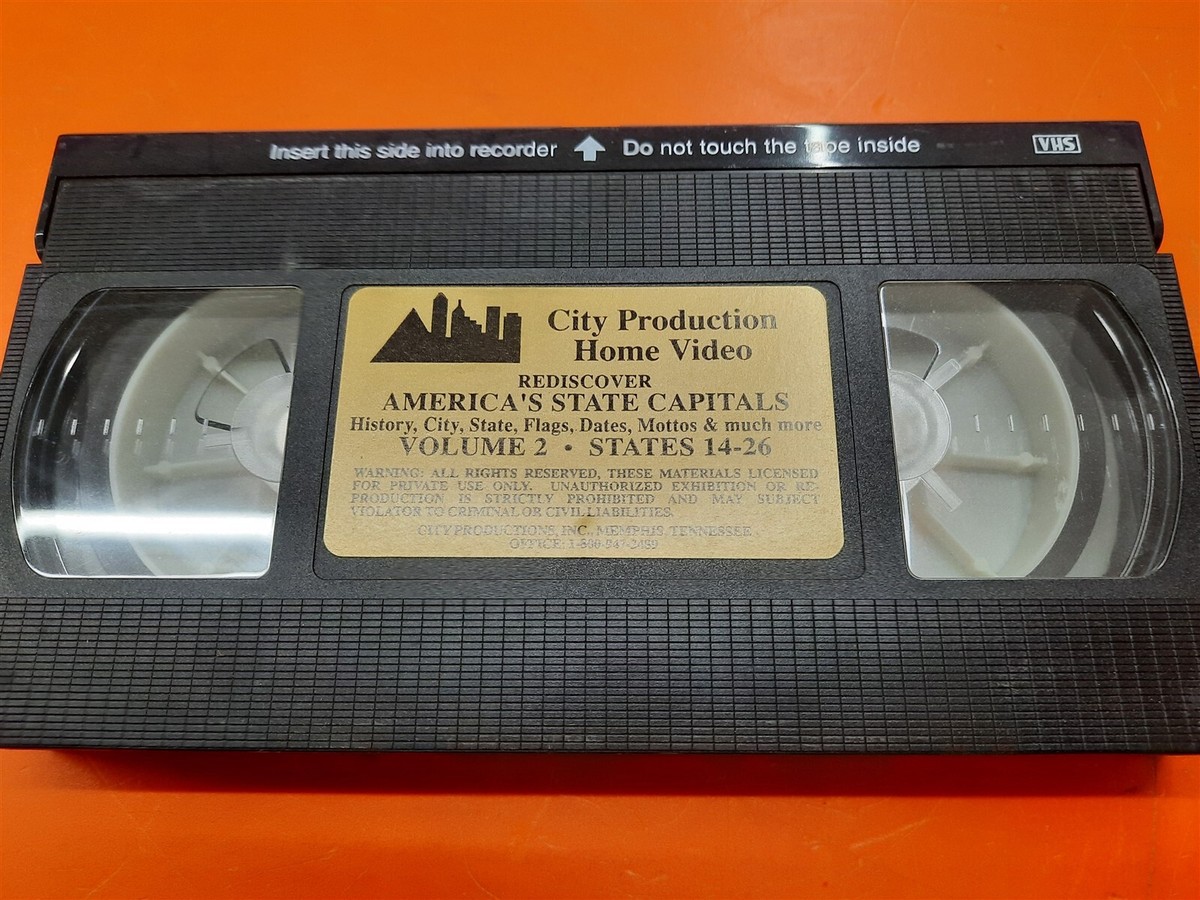 Insert this side into recorder ↑ Do not touch the tape inside
VHS
City Production
Home Video
REDISCOVER
AMERICA'S STATE CAPITALS
History, City, State, Flags, Dates, Mottos & much more
VOLUME 2 • STATES 14-26
WARNING: ALL RIGHTS RESERVED, THESE MATERIALS LICENSED
FOR PRIVATE USE ONLY. UNAUTHORIZED EXHIBITION OR RE-
PRODUCTION IS STRICTLY PROHIBITED AND MAY SUBJECT
VIOLATOR TO CRIMINAL OR CIVIL LIABILITIES.
CITY PRODUCTIONS, INC., MEMPHIS, TENNESSEE
OFFICE: